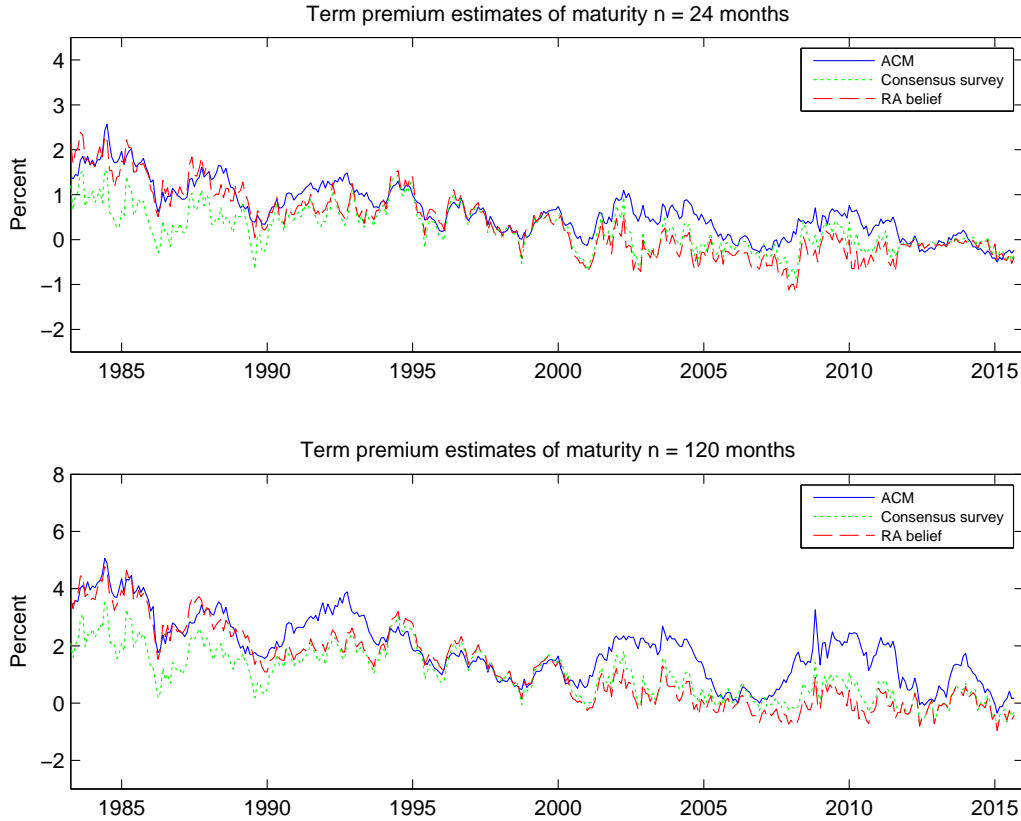 Term premium estimates of maturity n = 24 months
4
3
2
1
0
−1
−2
Percent
ACM
Consensus survey
RA belief
1985 1990 1995 2000 2005 2010 2015
Term premium estimates of maturity n = 120 months
8
6
4
2
0
−2
Percent
ACM
Consensus survey
RA belief
1985 1990 1995 2000 2005 2010 2015